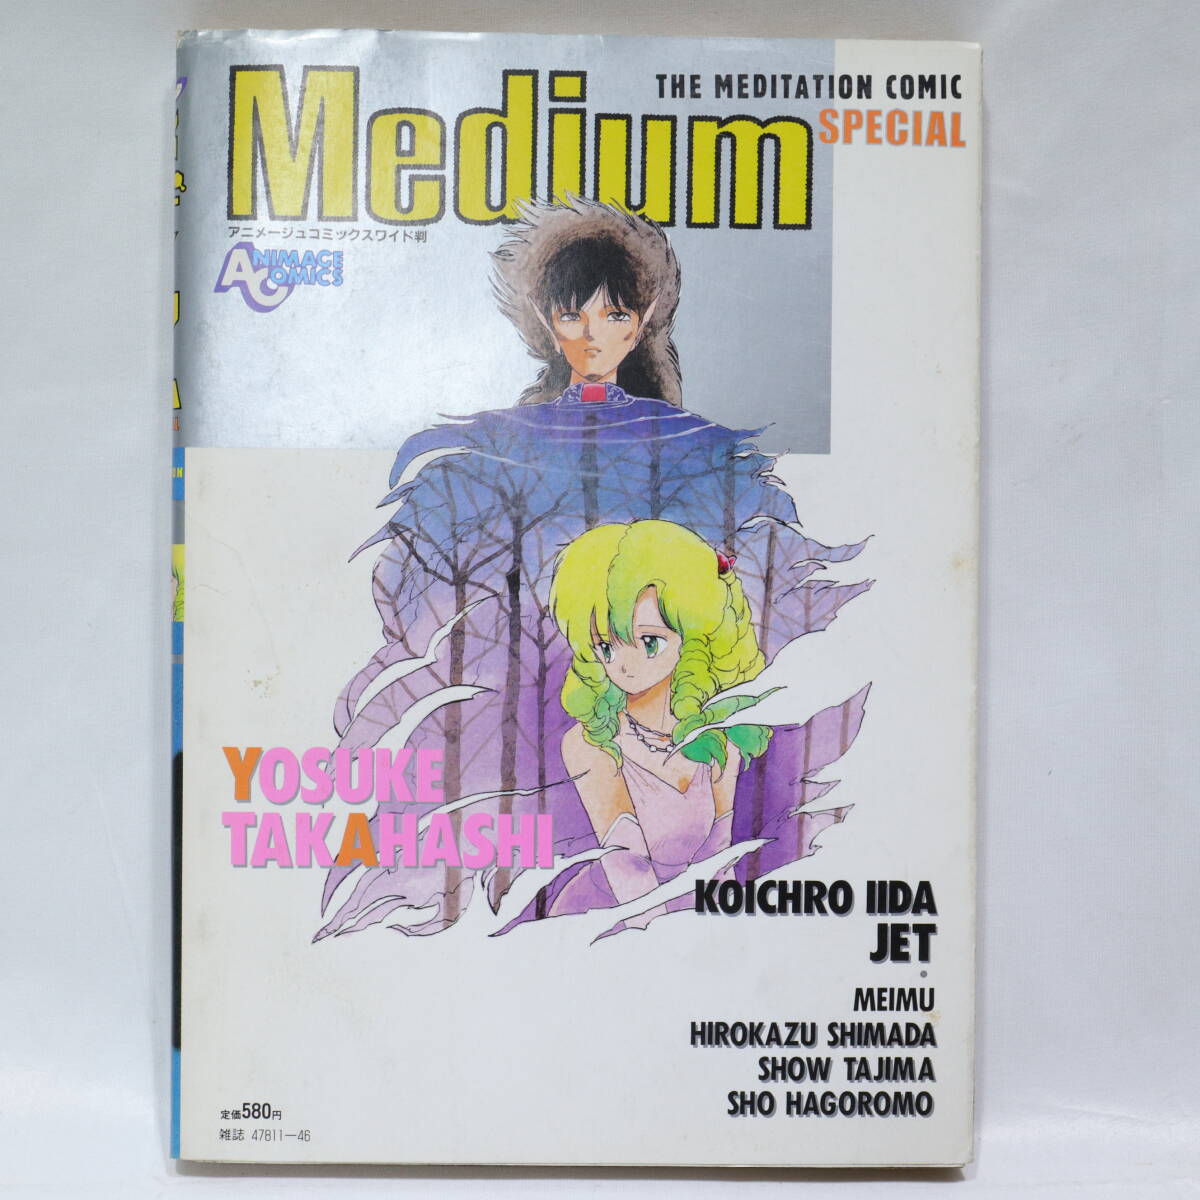 Medium
THE MEDITATION COMIC
SPECIAL
アニメージュコミックスワイド判
ANIMAGE
COMICS
YOSUKE
TAKAHASHI
KOICHRO IIDA
JET
MEIMU
HIROKAZU SHIMADA
SHOW TAJIMA
SHO HAGOROMO
定価580円
雑誌 47811-46